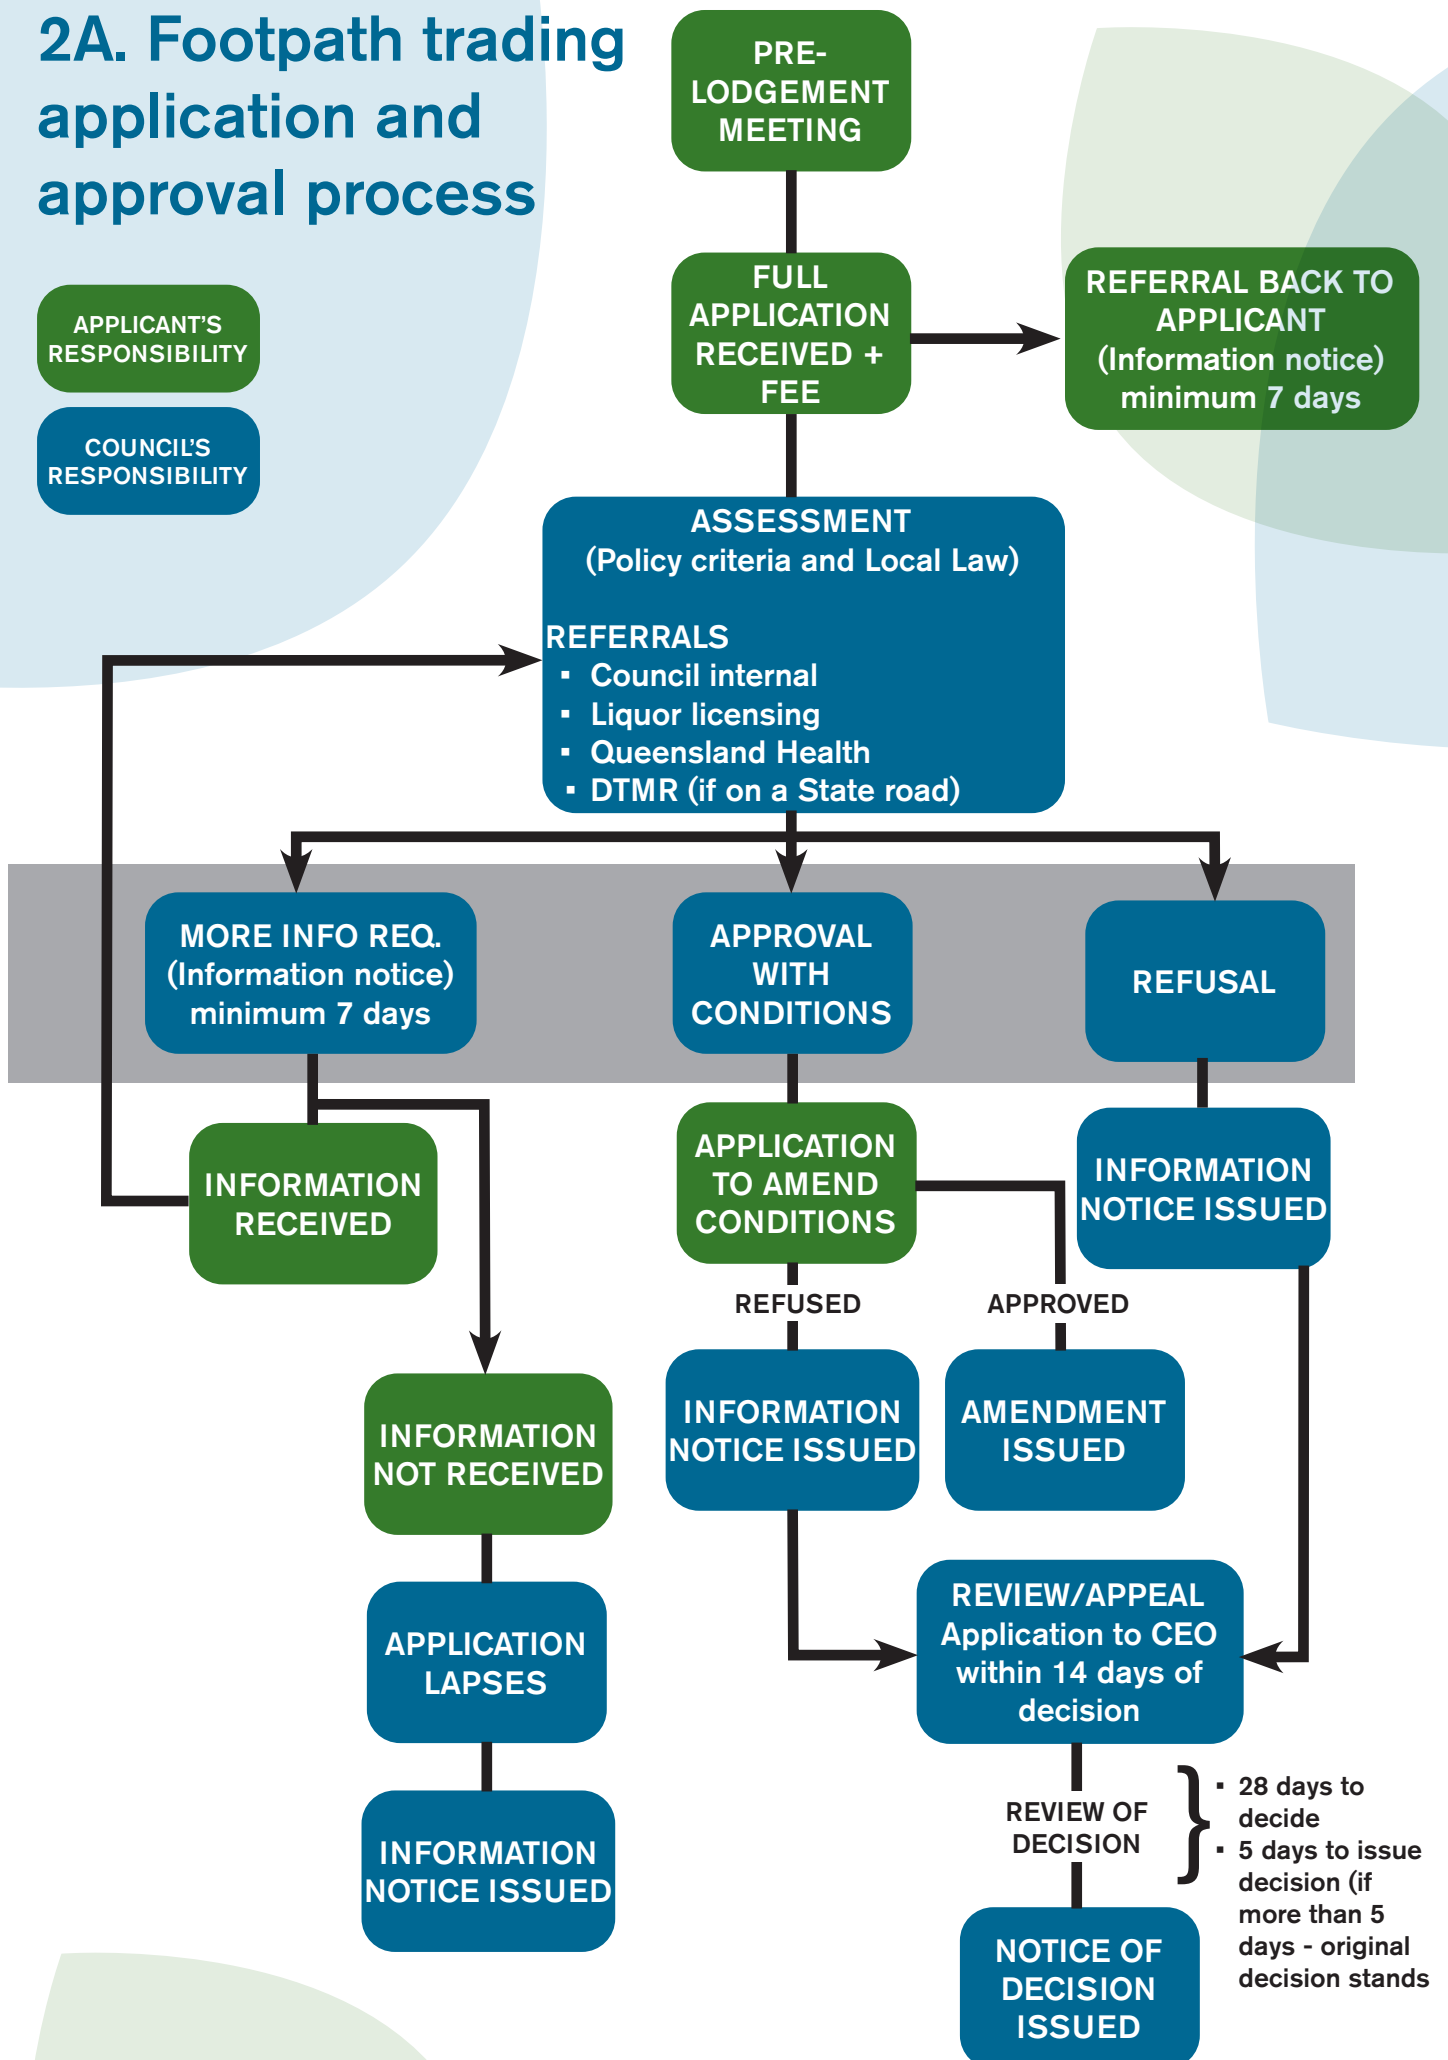 2A. Footpath trading
application and
approval process
APPLICANT'S
RESPONSIBILITY
COUNCIL'S
RESPONSIBILITY
PRE-
LODGEMENT
MEETING
FULL
APPLICATION
RECEIVED +
FEE
REFERRAL BACK TO
APPLICANT
(Information notice)
minimum 7 days
ASSESSMENT
(Policy criteria and Local Law)
REFERRALS
▪ Council internal
▪ Liquor licensing
▪ Queensland Health
▪ DTMR (if on a State road)
MORE INFO REQ.
(Information notice)
minimum 7 days
APPROVAL
WITH
CONDITIONS
REFUSAL
INFORMATION
RECEIVED
APPLICATION
TO AMEND
CONDITIONS
INFORMATION
NOTICE ISSUED
REFUSED
APPROVED
INFORMATION
NOT RECEIVED
INFORMATION
NOTICE ISSUED
AMENDMENT
ISSUED
APPLICATION
LAPSES
REVIEW/APPEAL
Application to CEO
within 14 days of
decision
INFORMATION
NOTICE ISSUED
REVIEW OF
DECISION
}
▪ 28 days to
decide
▪ 5 days to issue
decision (if
more than 5
days - original
decision stands
NOTICE OF
DECISION
ISSUED